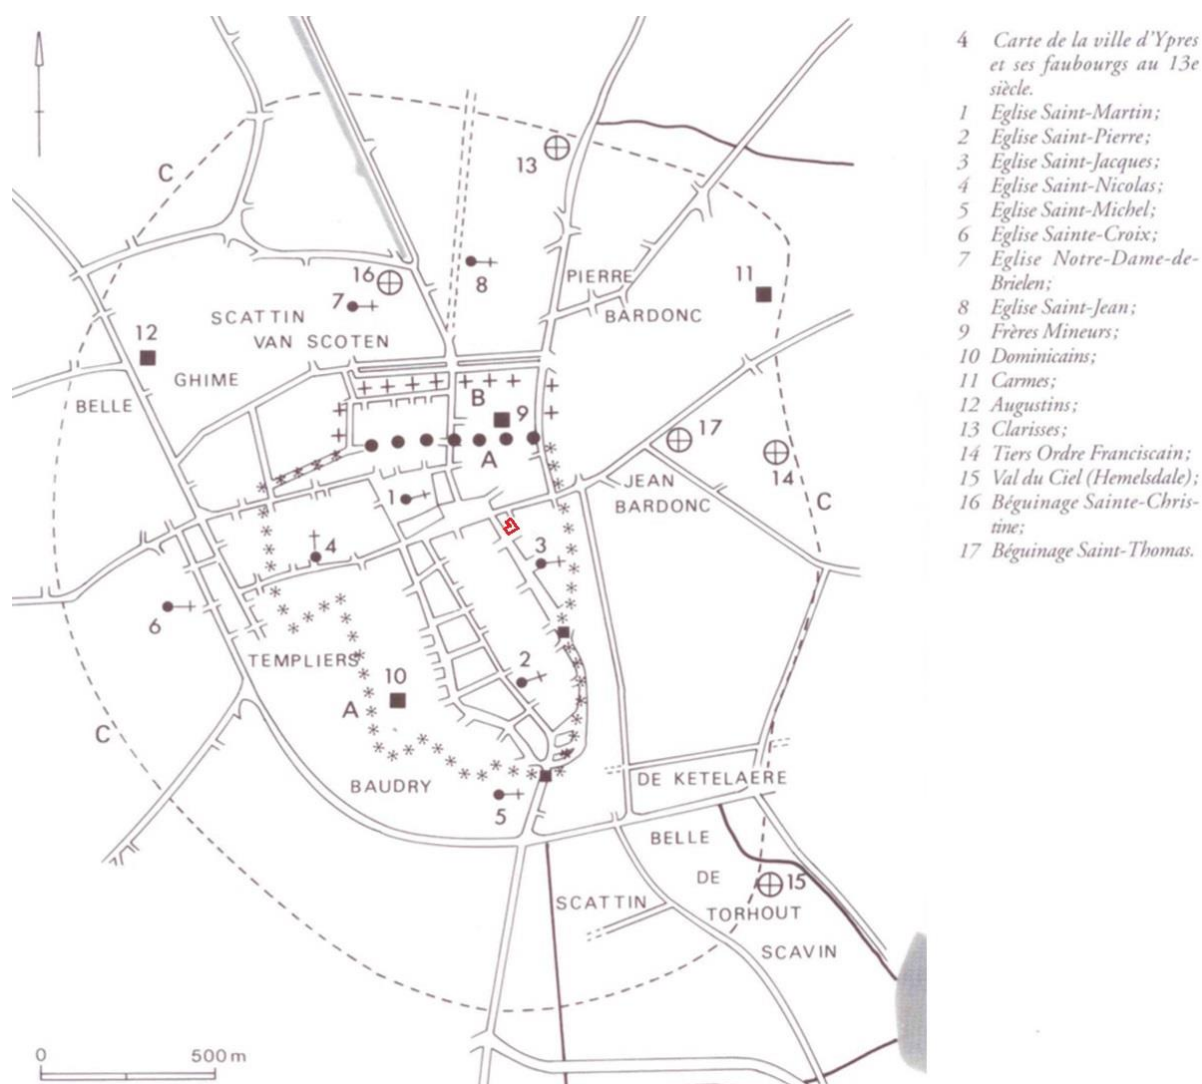 4 Carte de la ville d'Ypres
et ses faubourgs au 13e
siècle.
1 Eglise Saint-Martin;
2 Eglise Saint-Pierre;
3 Eglise Saint-Jacques;
4 Eglise Saint-Nicolas;
5 Eglise Saint-Michel;
6 Eglise Sainte-Croix;
7 Eglise Notre-Dame-de-
Brielen;
8 Eglise Saint-Jean;
9 Frères Mineurs;
10 Dominicains;
11 Carmes;
12 Augustins;
13 Clarisses;
14 Tiers Ordre Franciscain;
15 Val du Ciel (Hemelsdale);
16 Béguinage Sainte-Chris-
tine;
17 Béguinage Saint-Thomas.
C
13
16
8
PIERRE
11
7
SCATTIN
BARDONC
12
VAN SCOTEN
GHIME
B
BELLE
9
17
A
14
JEAN
1
BARDONC
C
4
3
6
TEMPLIERS
2
10
A
C
BAUDRY
DE KETELAERE
5
BELLE
DE
15
SCATTIN
TORHOUT
SCAVIN
0 500 m